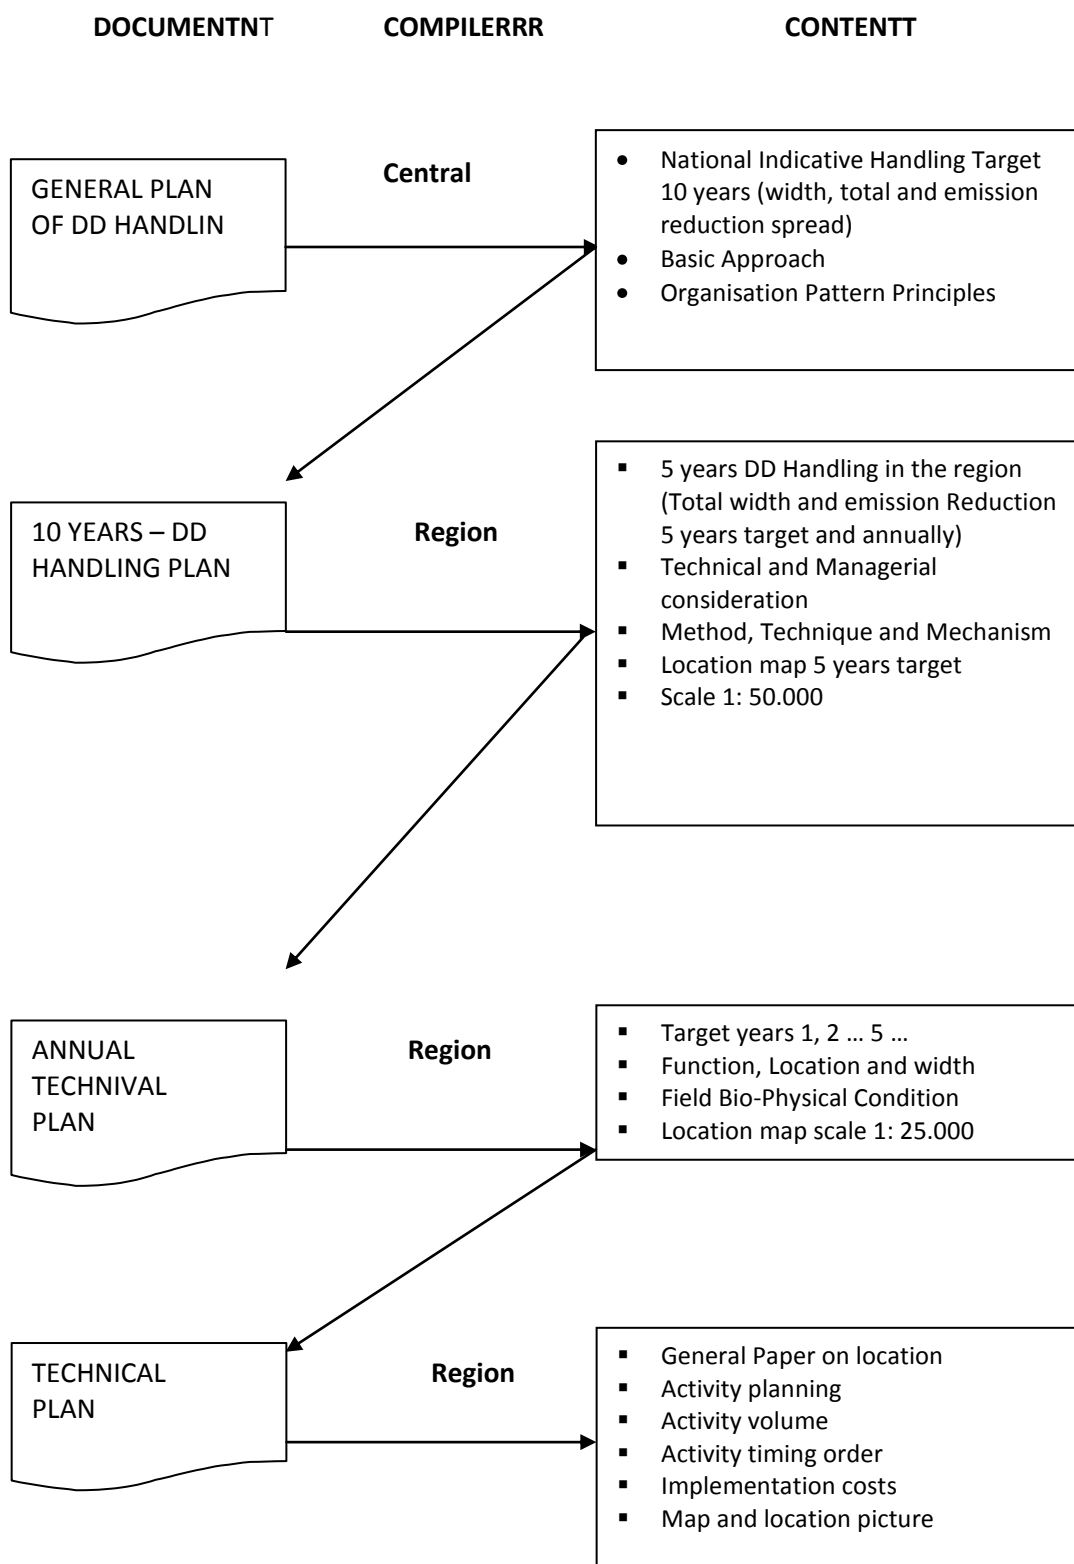 DOCUMENTNT COMPILERRR CONTENTT
GENERAL PLAN
OF DD HANDLIN
Central
● National Indicative Handling Target
10 years (width, total and emission
reduction spread)
● Basic Approach
● Organisation Pattern Principles
10 YEARS – DD
HANDLING PLAN
Region
▪ 5 years DD Handling in the region
(Total width and emission Reduction
5 years target and annually)
▪ Technical and Managerial
consideration
▪ Method, Technique and Mechanism
▪ Location map 5 years target
▪ Scale 1: 50.000
ANNUAL
TECHNIVAL
PLAN
Region
▪ Target years 1, 2 … 5 …
▪ Function, Location and width
▪ Field Bio-Physical Condition
▪ Location map scale 1: 25.000
TECHNICAL
PLAN
Region
▪ General Paper on location
▪ Activity planning
▪ Activity volume
▪ Activity timing order
▪ Implementation costs
▪ Map and location picture